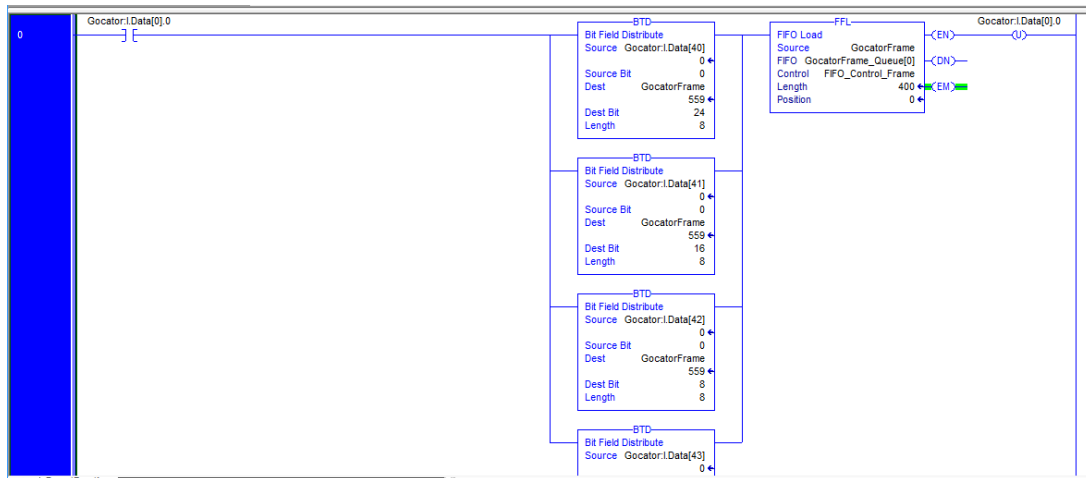 Gocator:I.Data[0].0
0
BTD
Bit Field Distribute
Source Gocator:I.Data[40]
0
Source Bit 0
Dest GocatorFrame
559
Dest Bit 24
Length 8
FFL
FIFO Load
Source GocatorFrame
FIFO GocatorFrame_Queue[0]
Control FIFO_Control_Frame
Length 400
Position 0
EN
DN
EM
Gocator:I.Data[0].0
U
BTD
Bit Field Distribute
Source Gocator:I.Data[41]
0
Source Bit 0
Dest GocatorFrame
559
Dest Bit 16
Length 8
BTD
Bit Field Distribute
Source Gocator:I.Data[42]
0
Source Bit 0
Dest GocatorFrame
559
Dest Bit 8
Length 8
BTD
Bit Field Distribute
Source Gocator:I.Data[43]
0